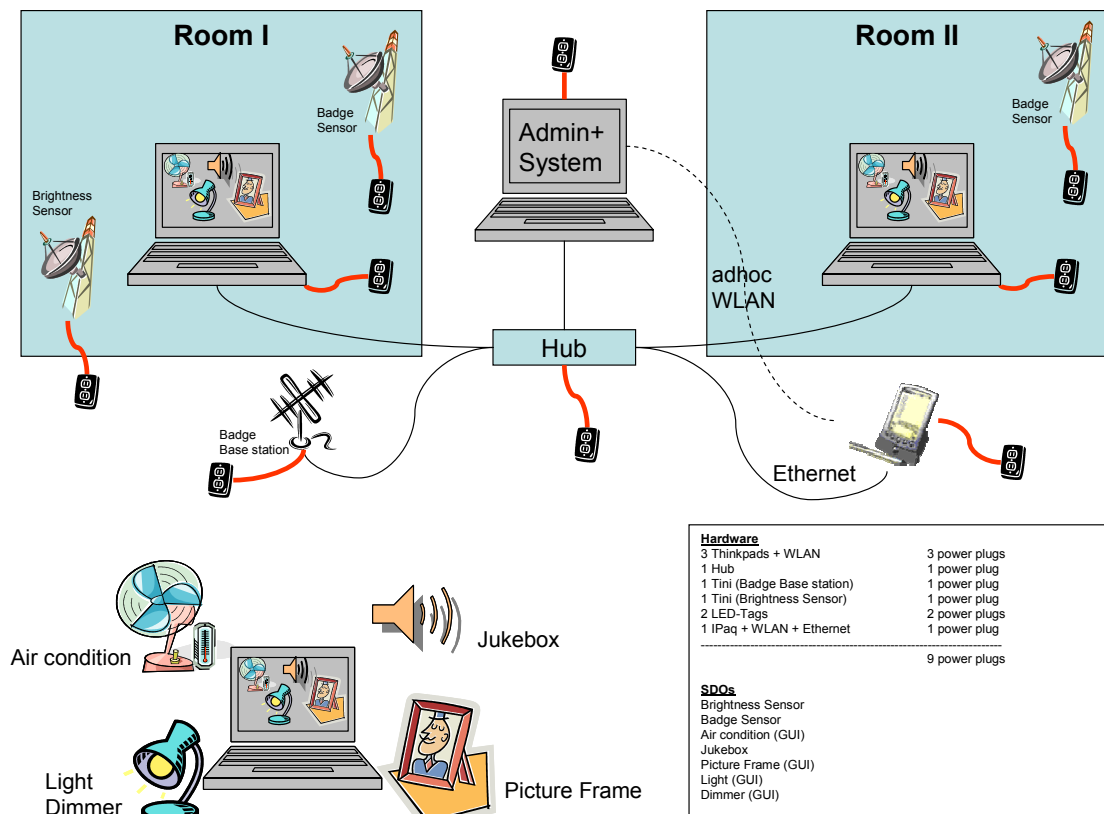 Room I
Room II
Badge
Sensor
Badge
Sensor
Admin+
System
Brightness
Sensor
adhoc
WLAN
Hub
Badge
Base station
Ethernet
Air condition
Jukebox
Light
Dimmer
Picture Frame
Hardware
3 Thinkpads + WLAN 3 power plugs
1 Hub 1 power plug
1 Tini (Badge Base station) 1 power plug
1 Tini (Brightness Sensor) 1 power plug
2 LED-Tags 2 power plugs
1 IPaq + WLAN + Ethernet 1 power plug
9 power plugs
SDOs
Brightness Sensor
Badge Sensor
Air condition (GUI)
Jukebox
Picture Frame (GUI)
Light (GUI)
Dimmer (GUI)